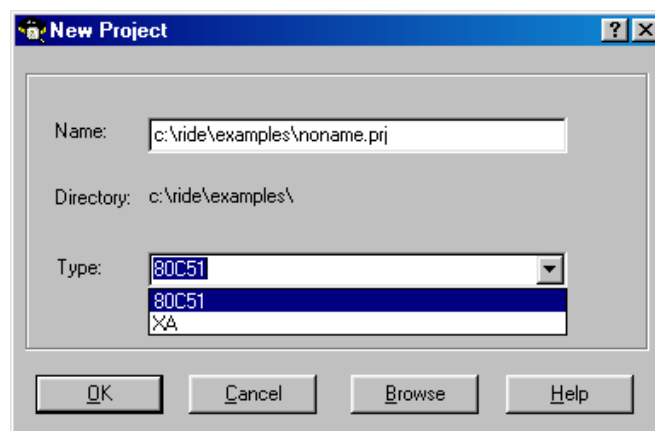 New Project
Name: c:\ride\examples\noname.prj
Directory: c:\ride\examples\
Type: 80C51
80C51
XA
OK Cancel Browse Help